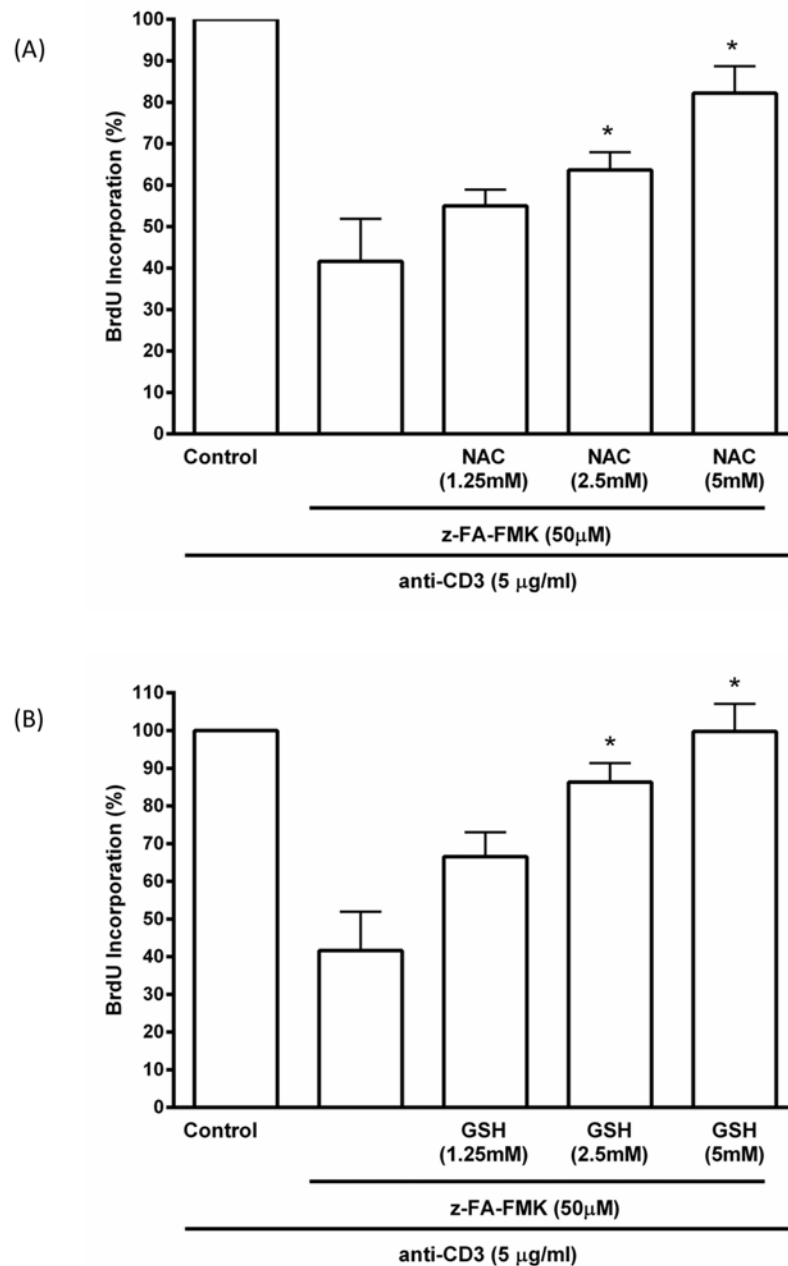 (A)
*
*
100
90
80
70
60
50
40
30
20
10
0
BrdU Incorporation (%)
Control
NAC
(1.25mM)
NAC
(2.5mM)
NAC
(5mM)
z-FA-FMK (50μM)
anti-CD3 (5 μg/ml)
(B)
*
*
110
100
90
80
70
60
50
40
30
20
10
0
BrdU Incorporation (%)
Control
GSH
(1.25mM)
GSH
(2.5mM)
GSH
(5mM)
z-FA-FMK (50μM)
anti-CD3 (5 μg/ml)